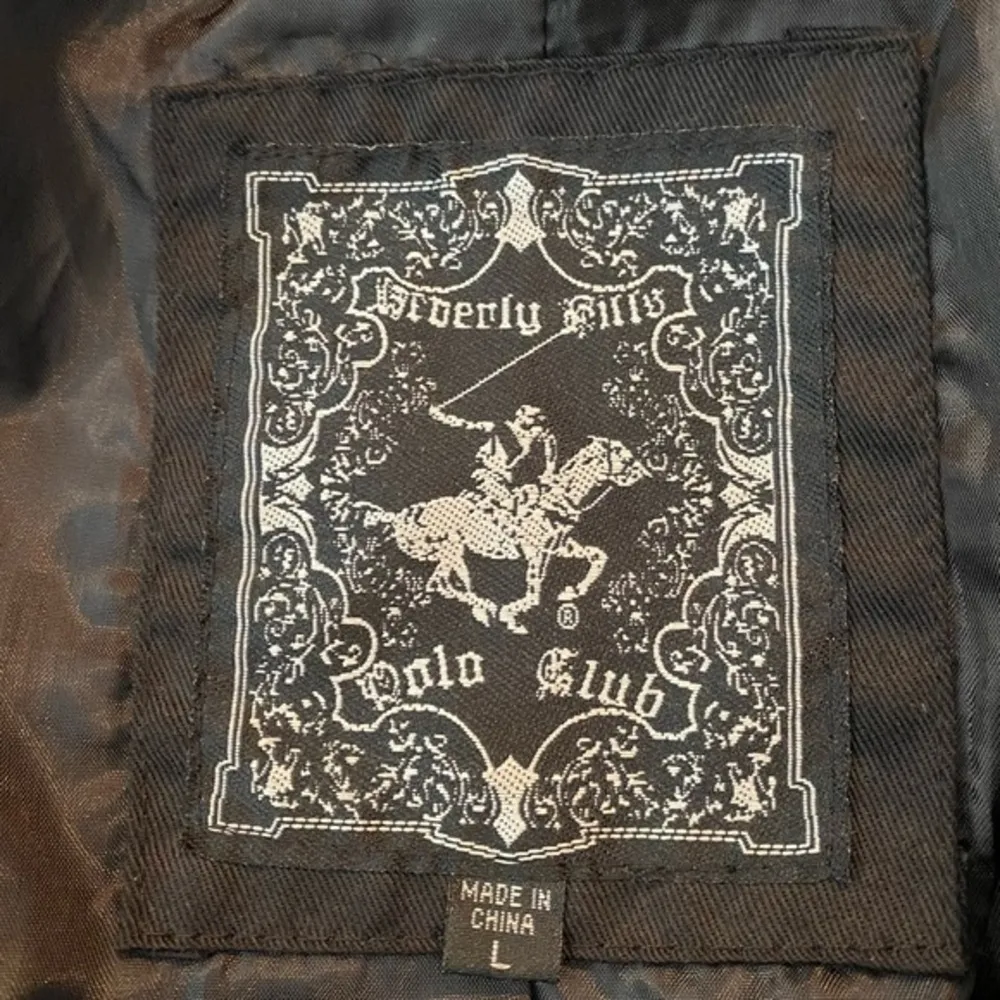 Beverly Hills
®
Polo Club
MADE IN
CHINA
L